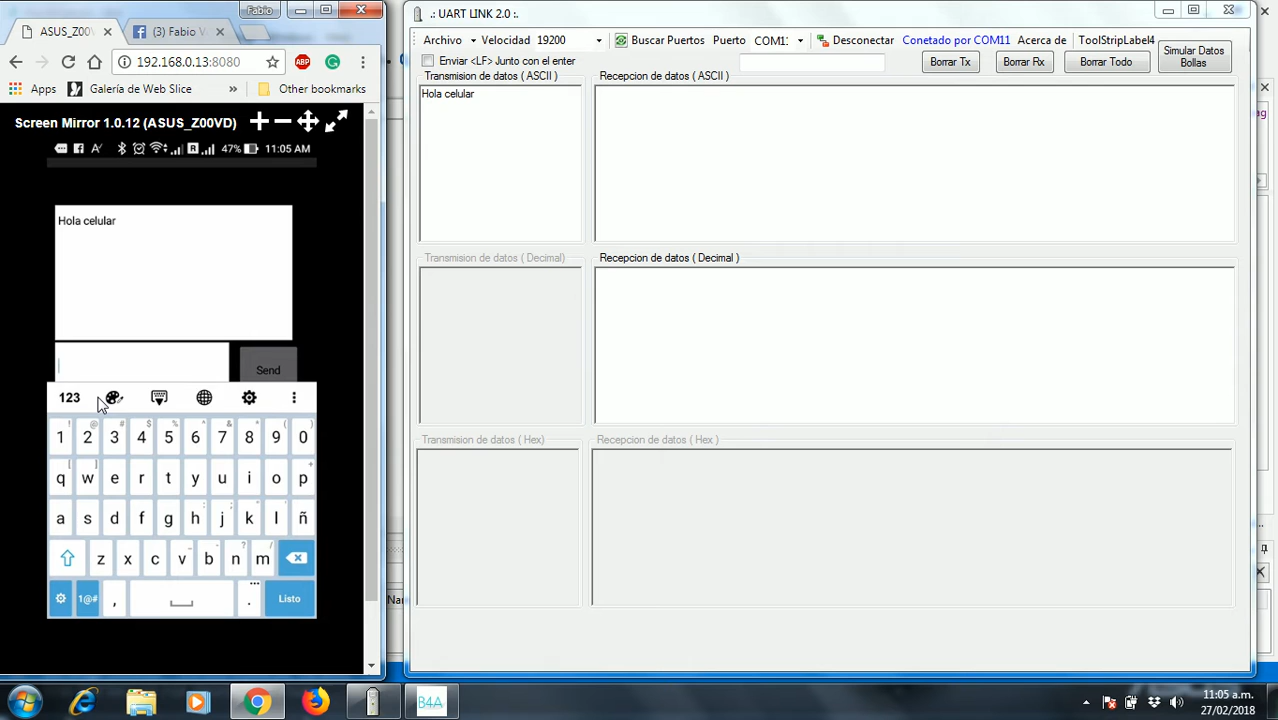 Fabio
ASUS_Z00V
(3) Fabio V
192.168.0.13:8080
Apps Galería de Web Slice » Other bookmarks
Screen Mirror 1.0.12 (ASUS_Z00VD)
47% 11:05 AM
Hola celular
Send
123
1 2 3 4 5 6 7 8 9 0
q w e r t y u i o p
a s d f g h j k l ñ
z x c v b n m
1@# , . Listo
.: UART LINK 2.0 :.
Archivo Velocidad 19200 Buscar Puertos Puerto COM1: Desconectar Conetado por COM11 Acerca de ToolStripLabel4
Enviar <LF> Junto con el enter
Borrar Tx Borrar Rx Borrar Todo
Simular Datos
Bollas
Transmision de datos ( ASCII ) Recepcion de datos ( ASCII )
Hola celular
Transmision de datos ( Decimal) Recepcion de datos ( Decimal )
Transmision de datos ( Hex) Recepcion de datos ( Hex )
B4A
11:05 a.m.
27/02/2018